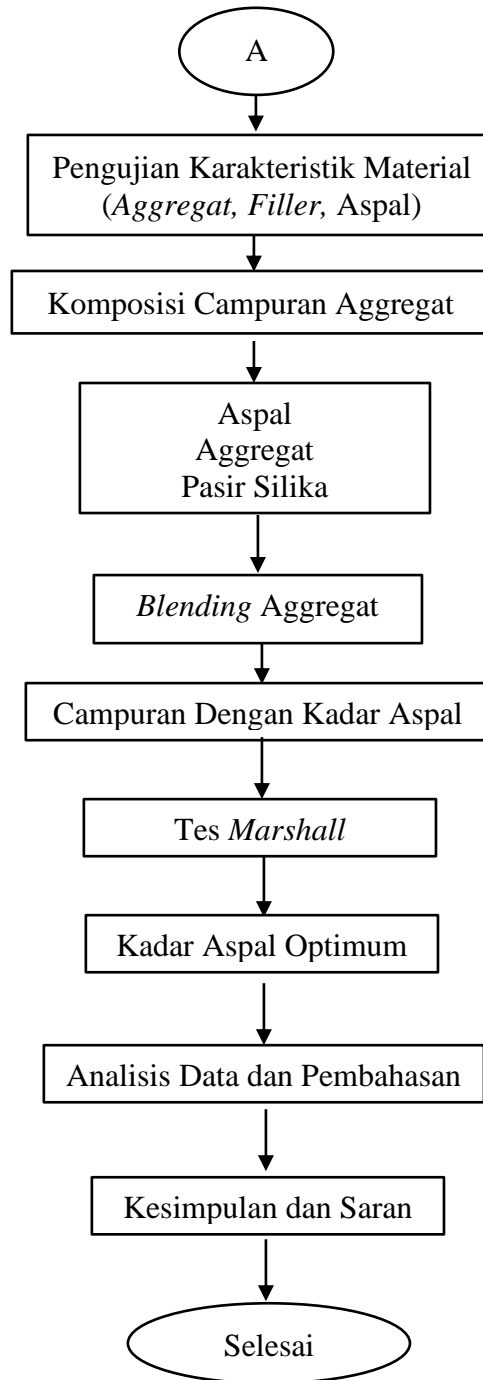 A
Pengujian Karakteristik Material
(Aggregat, Filler, Aspal)
Komposisi Campuran Aggregat
Aspal
Aggregat
Pasir Silika
Blending Aggregat
Campuran Dengan Kadar Aspal
Tes Marshall
Kadar Aspal Optimum
Analisis Data dan Pembahasan
Kesimpulan dan Saran
Selesai